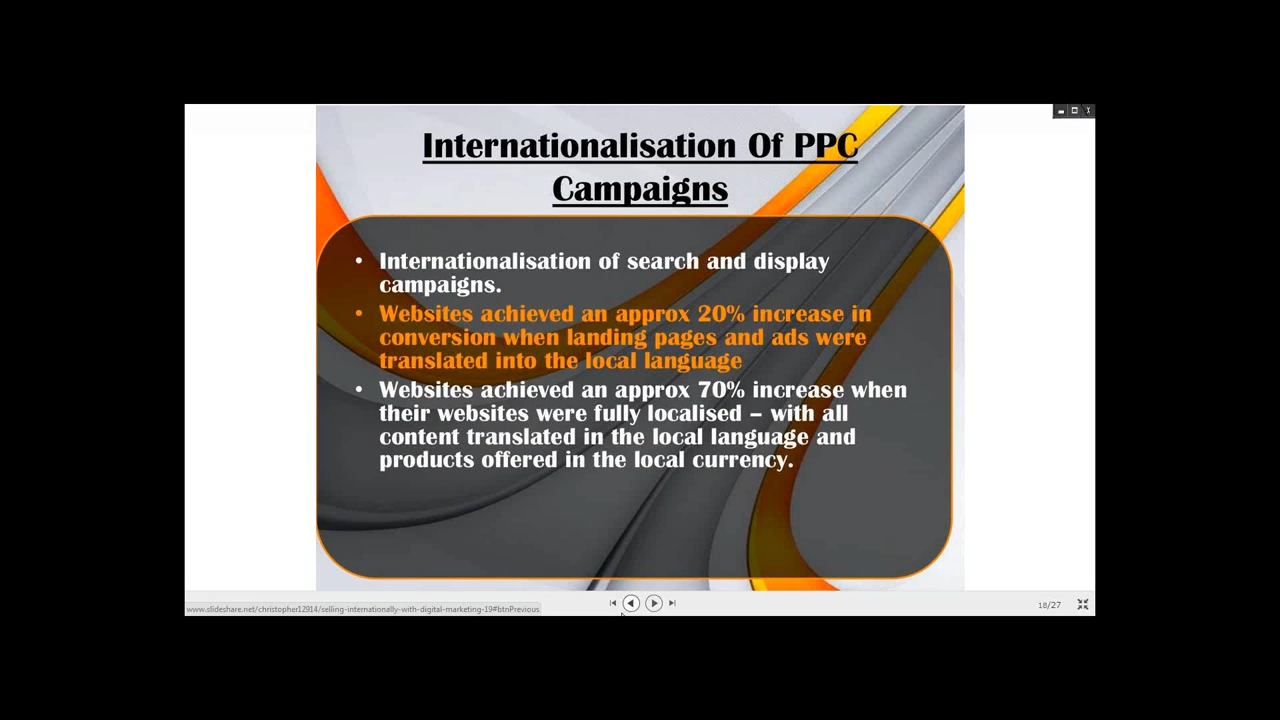 Internationalisation Of PPC
Campaigns
• Internationalisation of search and display
campaigns.
• Websites achieved an approx 20% increase in
conversion when landing pages and ads were
translated into the local language
• Websites achieved an approx 70% increase when
their websites were fully localised – with all
content translated in the local language and
products offered in the local currency.
www.slideshare.net/christopher12914/selling-internationally-with-digital-marketing-19#btnPrevious
18/27